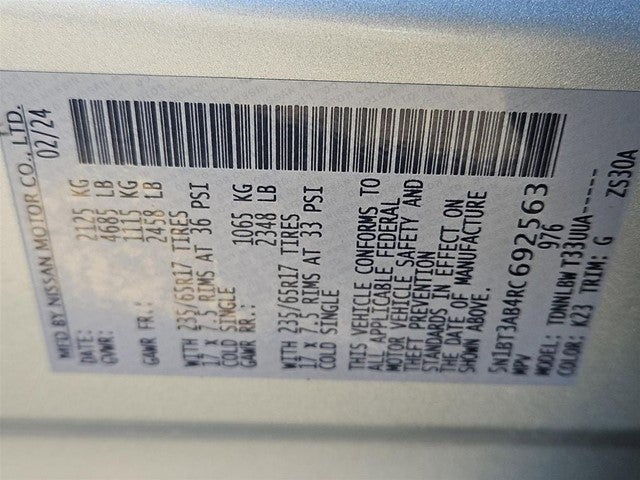 MFD BY NISSAN MOTOR CO., LTD.
DATE: 02/24
GVWR: 2125 KG
4685 LB
GAWR FR.: 1115 KG
2458 LB
WITH 235/65R17 TIRES
17 X 7.5 RIMS AT 36 PSI
COLD SINGLE
GAWR RR.: 1065 KG
2348 LB
WITH 235/65R17 TIRES
17 X 7.5 RIMS AT 33 PSI
COLD SINGLE
THIS VEHICLE CONFORMS TO
ALL APPLICABLE FEDERAL
MOTOR VEHICLE SAFETY AND
THEFT PREVENTION
STANDARDS IN EFFECT ON
THE DATE OF MANUFACTURE
SHOWN ABOVE.
5N1BT3AB4RC692563
MPV 976
MODEL: TDNNLBW T33UUA------
COLOR: K23 TRIM: G ZS30A